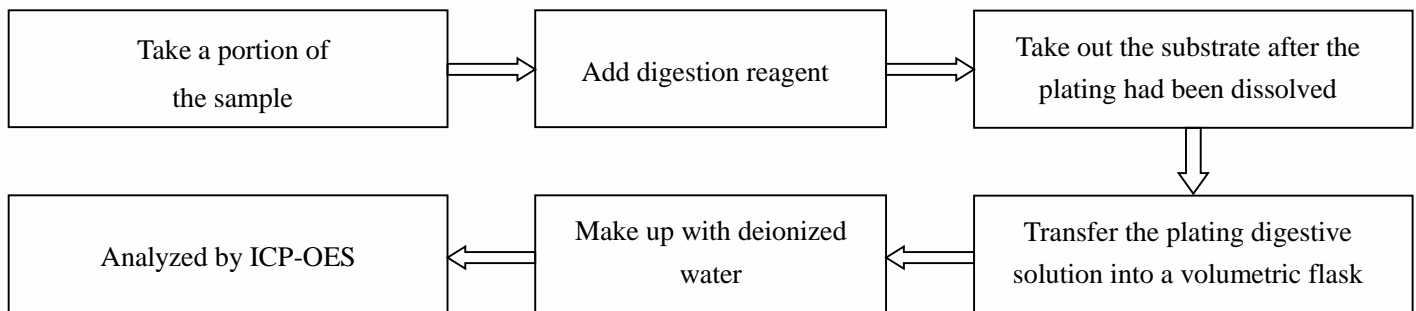 Take a portion of
the sample
Add digestion reagent
Take out the substrate after the
plating had been dissolved
Transfer the plating digestive
solution into a volumetric flask
Make up with deionized
water
Analyzed by ICP-OES